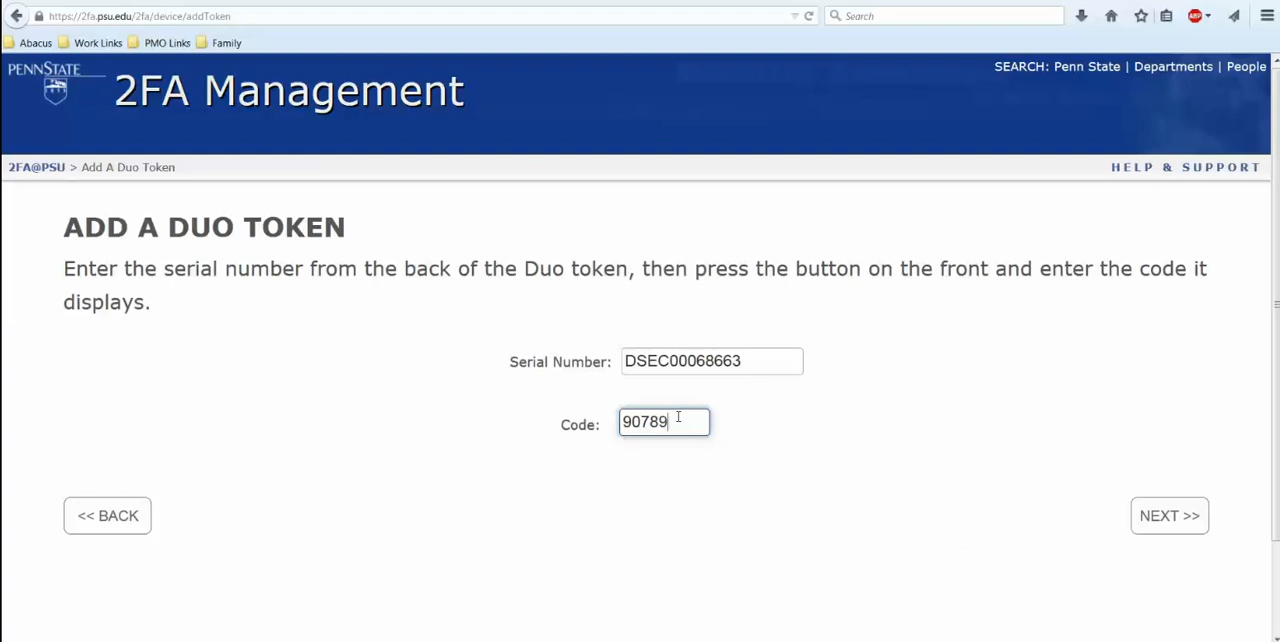 https://2fa.psu.edu/2fa/device/addToken
Search
ABP
Abacus Work Links PMO Links Family
PENNSTATE
2FA Management
SEARCH: Penn State | Departments | People
2FA@PSU > Add A Duo Token
HELP & SUPPORT
ADD A DUO TOKEN
Enter the serial number from the back of the Duo token, then press the button on the front and enter the code it
displays.
Serial Number: DSEC00068663
Code: 90789
<< BACK
NEXT >>